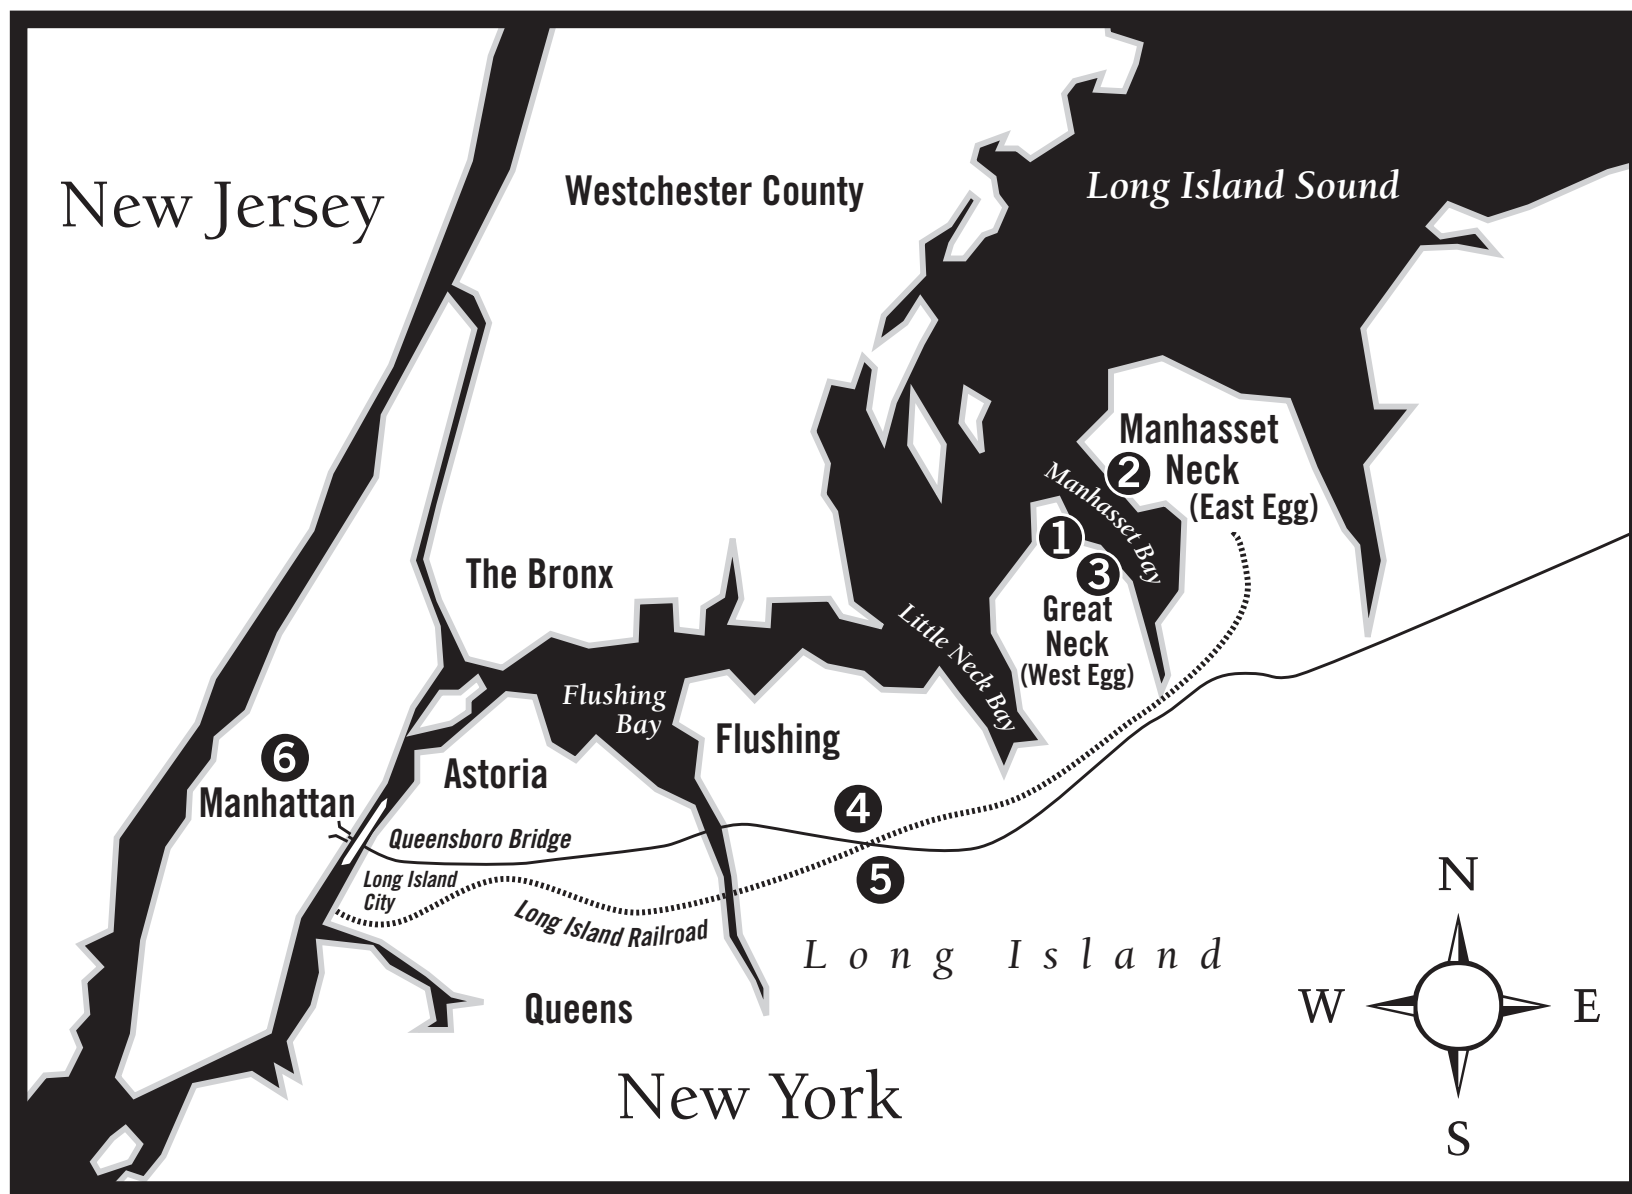 New Jersey
Westchester County
Long Island Sound
Manhasset
Neck
(East Egg)
2
Manhasset Bay
1
3
Great
Neck
(West Egg)
The Bronx
Little Neck Bay
Flushing
Bay
Flushing
Astoria
6
Manhattan
Queensboro Bridge
4
5
Long Island
City
Long Island Railroad
Long Island
Queens
New York
N
W
E
S